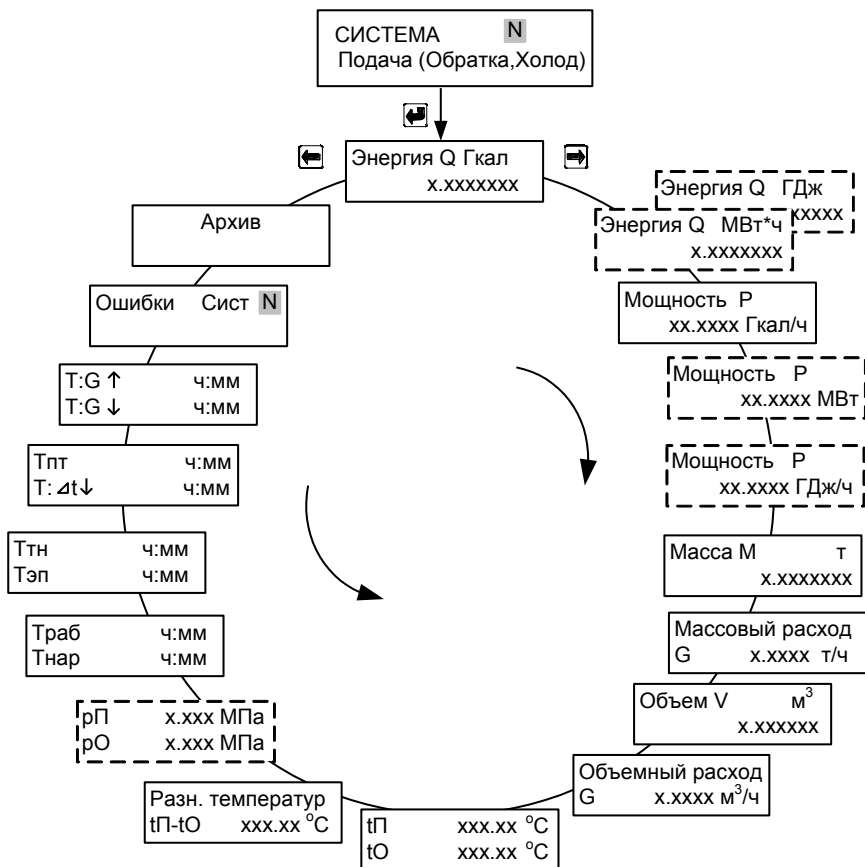 СИСТЕМА N
Подача (Обратка,Холод)
Энергия Q Гкал
x.xxxxxxx
Энергия Q ГДж
xxxxx
Энергия Q МВт*ч
x.xxxxxxx
Мощность P
xx.xxxx Гкал/ч
Мощность P
xx.xxxx МВт
Мощность P
xx.xxxx ГДж/ч
Масса М т
x.xxxxxxx
Массовый расход
G x.xxxx т/ч
Объем V м³
x.xxxxxx
Объемный расход
G x.xxxx м³/ч
tП xxx.xx °C
tО xxx.xx °C
Разн. температур
tП-tО xxx.xx °C
pП x.xxx МПа
pО x.xxx МПа
Траб ч:мм
Тнар ч:мм
Ттн ч:мм
Тэп ч:мм
Тпт ч:мм
T:⊿t↓ ч:мм
T:G ↑ ч:мм
T:G ↓ ч:мм
Ошибки Сист N
Архив